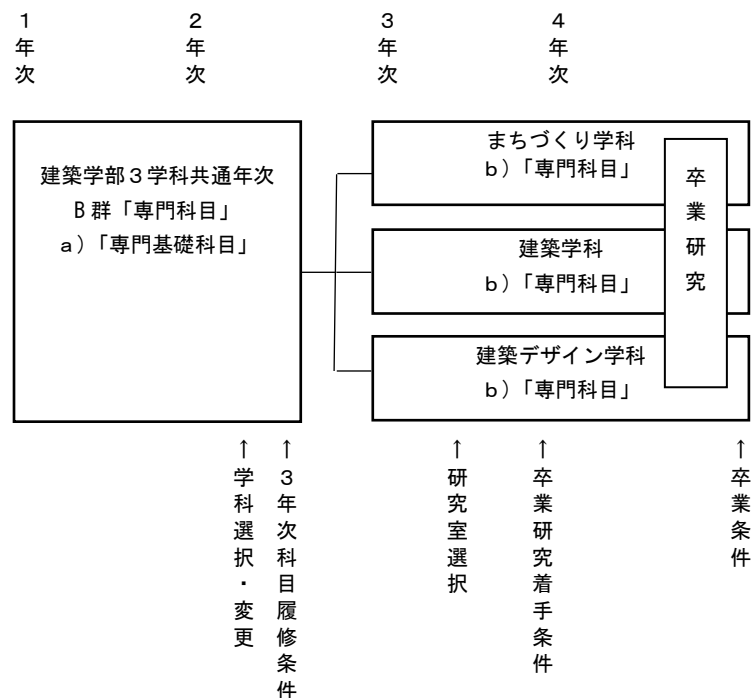 1年次
2年次
3年次
4年次
建築学部3学科共通年次
B群「専門科目」
a)「専門基礎科目」
まちづくり学科
b)「専門科目」
建築学科
b)「専門科目」
建築デザイン学科
b)「専門科目」
卒業研究
↑学科選択・変更
↑3年次科目履修条件
↑研究室選択
↑卒業研究着手条件
↑卒業条件